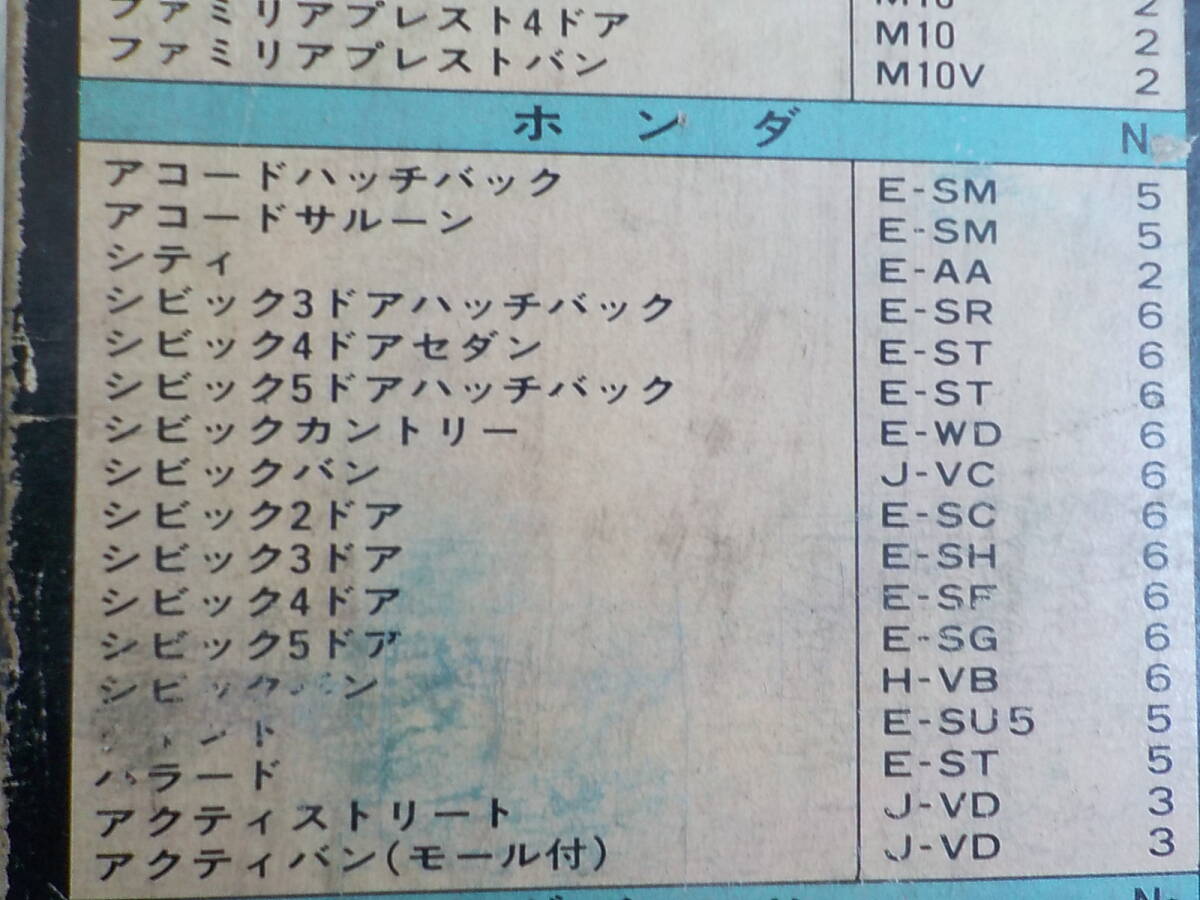 ファミリアプレスト4ドア M10 2
ファミリアプレストバン M10V 2
ホンダ N
アコードハッチバック E-SM 5
アコードサルーン E-SM 5
シティ E-AA 2
シビック3ドアハッチバック E-SR 6
シビック4ドアセダン E-ST 6
シビック5ドアハッチバック E-ST 6
シビックカントリー E-WD 6
シビックバン J-VC 6
シビック2ドア E-SC 6
シビック3ドア E-SH 6
シビック4ドア E-SF 6
シビック5ドア E-SG 6
シビックバン H-VB 6
E-SU5 5
バラード E-ST 5
アクティストリート J-VD 3
アクティバン(モール付) J-VD 3